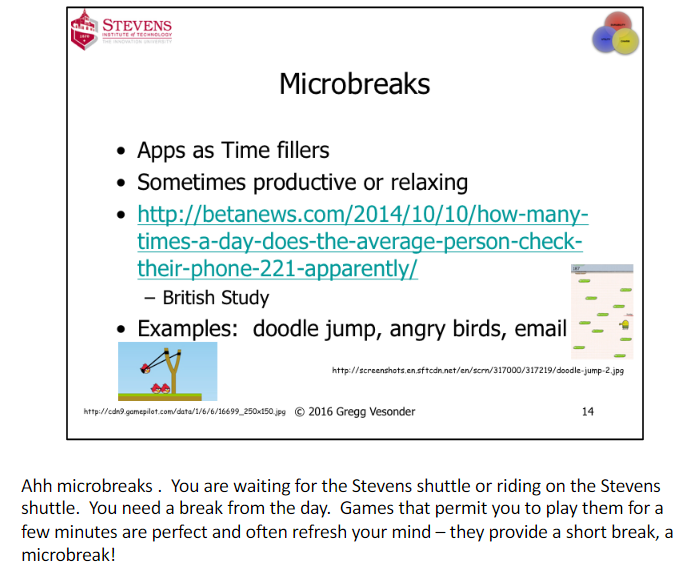 STEVENS
INSTITUTE of TECHNOLOGY
THE INNOVATION UNIVERSITY
Microbreaks
• Apps as Time fillers
• Sometimes productive or relaxing
• http://betanews.com/2014/10/10/how-many-
times-a-day-does-the-average-person-check-
their-phone-221-apparently/
– British Study
• Examples: doodle jump, angry birds, email
http://screenshots.en.sftcdn.net/en/scrn/317000/317219/doodle-jump-2.jpg
http://cdn9.gamepilot.com/data/1/6/6/16699_250x150.jpg © 2016 Gregg Vesonder 14
Ahh microbreaks . You are waiting for the Stevens shuttle or riding on the Stevens
shuttle. You need a break from the day. Games that permit you to play them for a
few minutes are perfect and often refresh your mind – they provide a short break, a
microbreak!